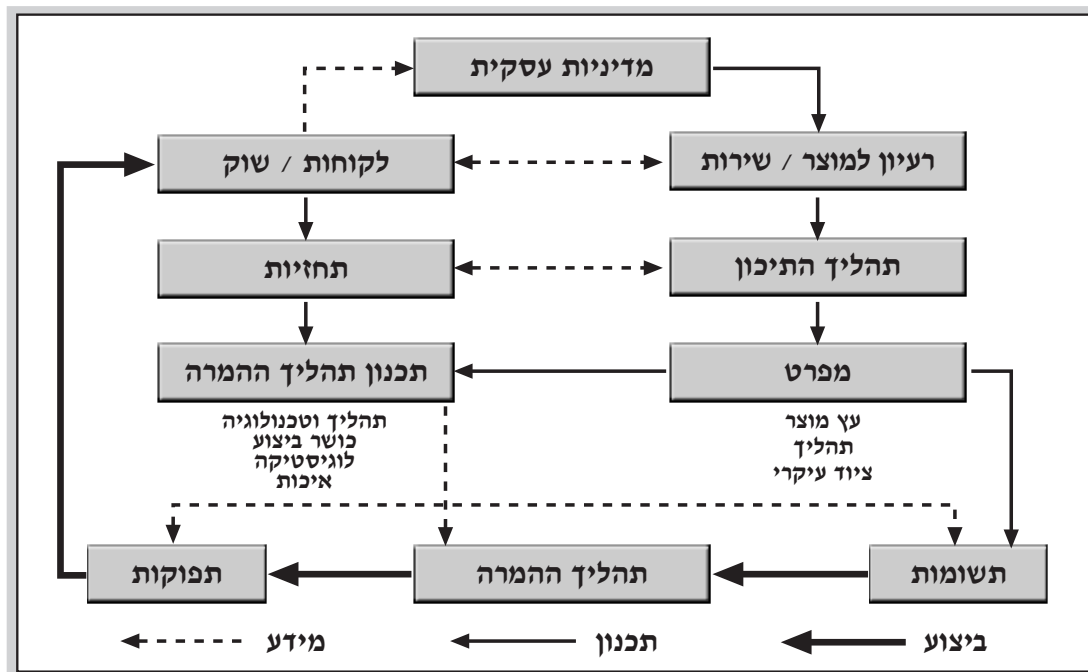 מדיניות עסקית
רעיון למוצר / שירות
לקוחות / שוק
תהליך התיכון
תחזיות
מפרט
תכנון תהליך ההמרה
עץ מוצר
תהליך
ציוד עיקרי
תהליך וטכנולוגיה
כושר ביצוע
לוגיסטיקה
איכות
תשומות
תהליך ההמרה
תפוקות
ביצוע
תכנון
מידע